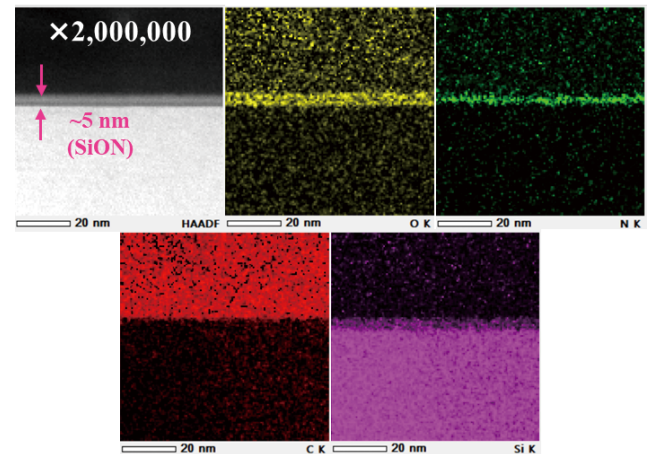 ×2,000,000
~5 nm
(SiON)
20 nm HAADF
20 nm O K
20 nm N K
20 nm C K
20 nm Si K